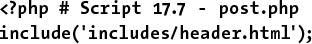 <?php # Script 17.7 - post.php
include('includes/header.html');